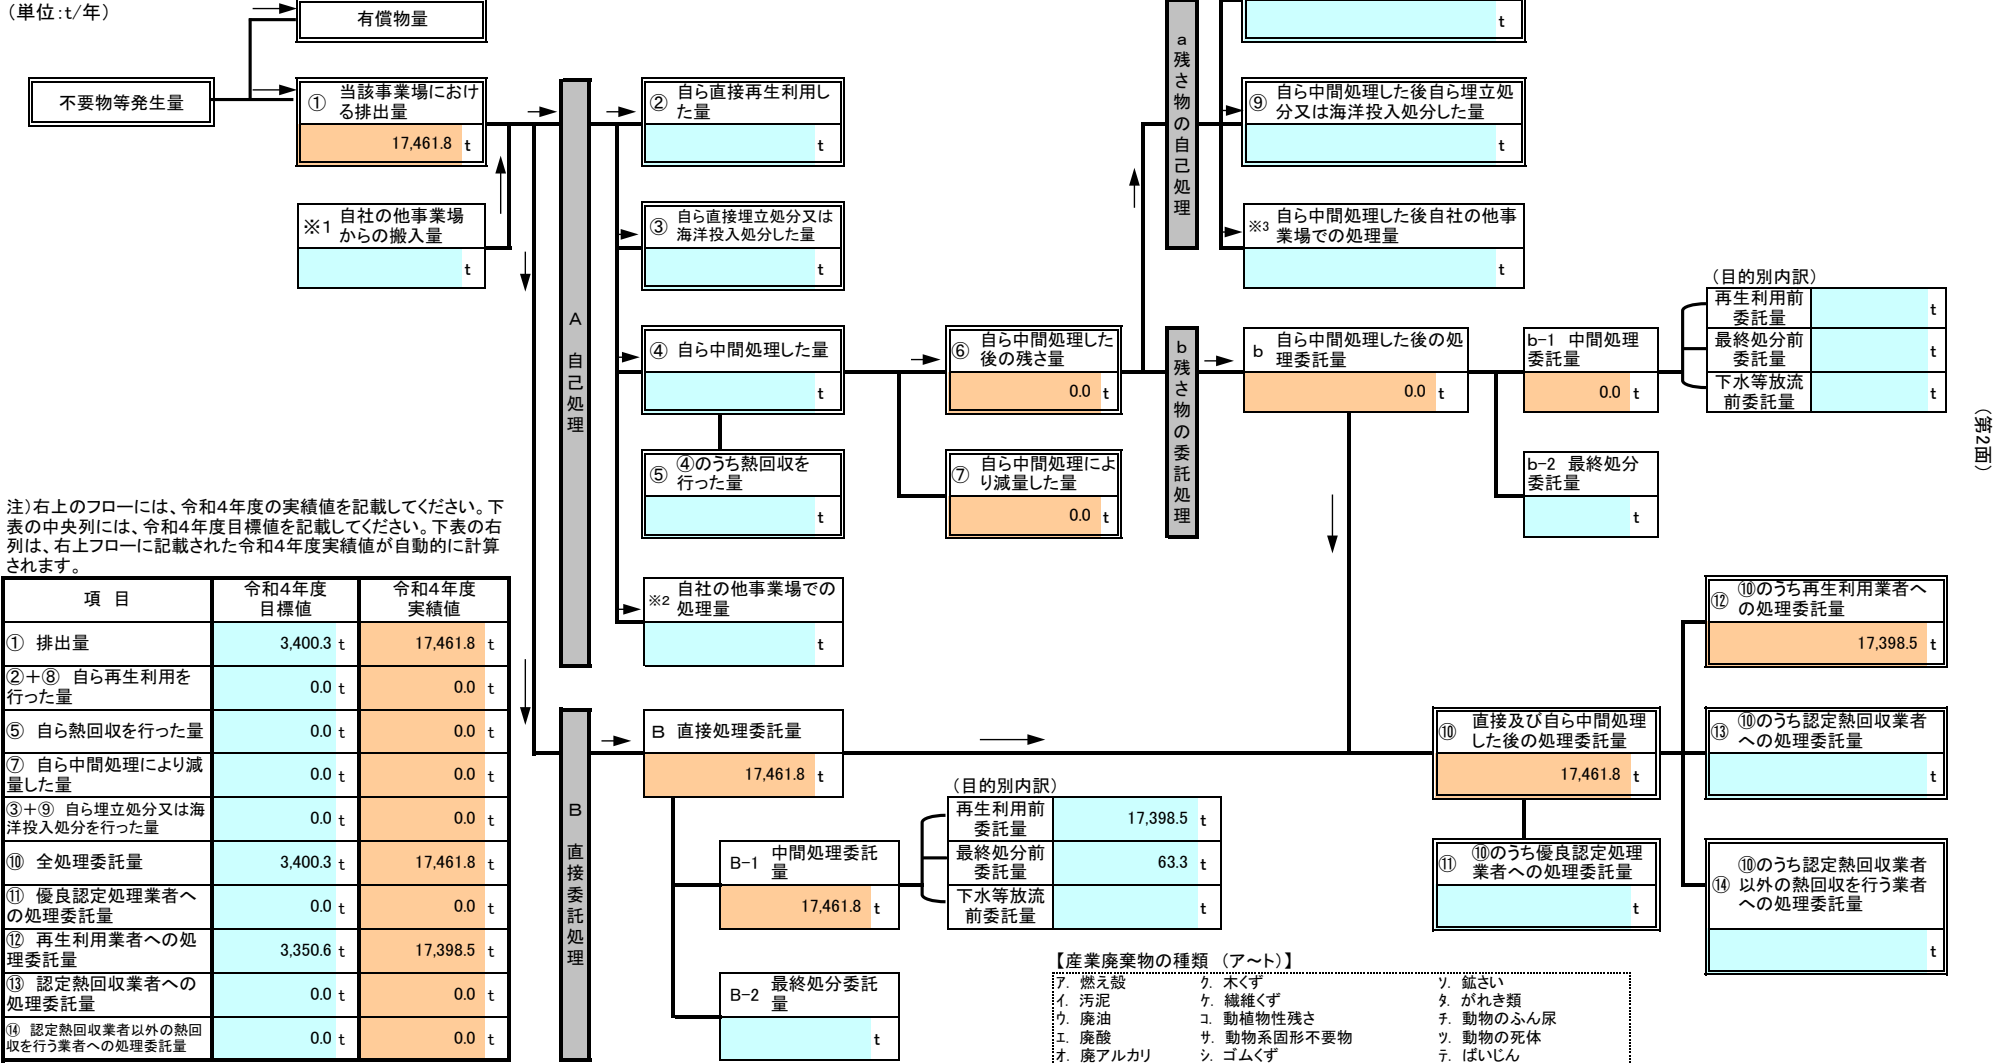 （単位:t/年）
有償物量
不要物等発生量
① 当該事業場におけ
る排出量
17,461.8 t
※1 自社の他事業場
からの搬入量
t
A 自己処理
② 自ら直接再生利用し
た量
t
③ 自ら直接埋立処分又は
海洋投入処分した量
t
④ 自ら中間処理した量
t
⑤ ④のうち熱回収を
行った量
t
※2 自社の他事業場での
処理量
t
⑥ 自ら中間処理した
後の残さ量
0.0 t
⑦ 自ら中間処理によ
り減量した量
0.0 t
a 残さ物の自己処理
t
⑨ 自ら中間処理した後自ら埋立処
分又は海洋投入処分した量
t
※3 自ら中間処理した後自社の他事
業場での処理量
t
b 残さ物の委託処理
b 自ら中間処理した後の処
理委託量
0.0 t
b-1 中間処理
委託量
0.0 t
b-2 最終処分
委託量
t
（目的別内訳）
再生利用前
委託量 t
最終処分前
委託量 t
下水等放流
前委託量 t
（第2面）
注）右上のフローには、令和4年度の実績値を記載してください。下
表の中央列には、令和4年度目標値を記載してください。下表の右
列は、右上フローに記載された令和4年度実績値が自動的に計算
されます。
項 目 令和4年度
目標値 令和4年度
実績値
① 排出量 3,400.3 t 17,461.8 t
②+⑧ 自ら再生利用を
行った量 0.0 t 0.0 t
⑤ 自ら熱回収を行った量 0.0 t 0.0 t
⑦ 自ら中間処理により減
量した量 0.0 t 0.0 t
③+⑨ 自ら埋立処分又は海
洋投入処分を行った量 0.0 t 0.0 t
⑩ 全処理委託量 3,400.3 t 17,461.8 t
⑪ 優良認定処理業者へ
の処理委託量 0.0 t 0.0 t
⑫ 再生利用業者への処
理委託量 3,350.6 t 17,398.5 t
⑬ 認定熱回収業者への
処理委託量 0.0 t 0.0 t
⑭ 認定熱回収業者以外の熱回
収を行う業者への処理委託量 0.0 t 0.0 t
B 直接委託処理
B 直接処理委託量
17,461.8 t
B-1 中間処理委託
量
17,461.8 t
B-2 最終処分委託
量
t
（目的別内訳）
再生利用前
委託量 17,398.5 t
最終処分前
委託量 63.3 t
下水等放流
前委託量 t
⑩ 直接及び自ら中間処理
した後の処理委託量
17,461.8 t
⑪ ⑩のうち優良認定処理
業者への処理委託量
t
⑫ ⑩のうち再生利用業者へ
の処理委託量
17,398.5 t
⑬ ⑩のうち認定熱回収業者
への処理委託量
t
⑭ ⑩のうち認定熱回収業者
以外の熱回収を行う業者
への処理委託量
t
【産業廃棄物の種類 （ア〜ト）】
ア. 燃え殻 ク. 木くず ソ. 鉱さい
イ. 汚泥 ケ. 繊維くず タ. がれき類
ウ. 廃油 コ. 動植物性残さ チ. 動物のふん尿
エ. 廃酸 サ. 動物系固形不要物 ツ. 動物の死体
オ. 廃アルカリ シ. ゴムくず テ. ばいじん